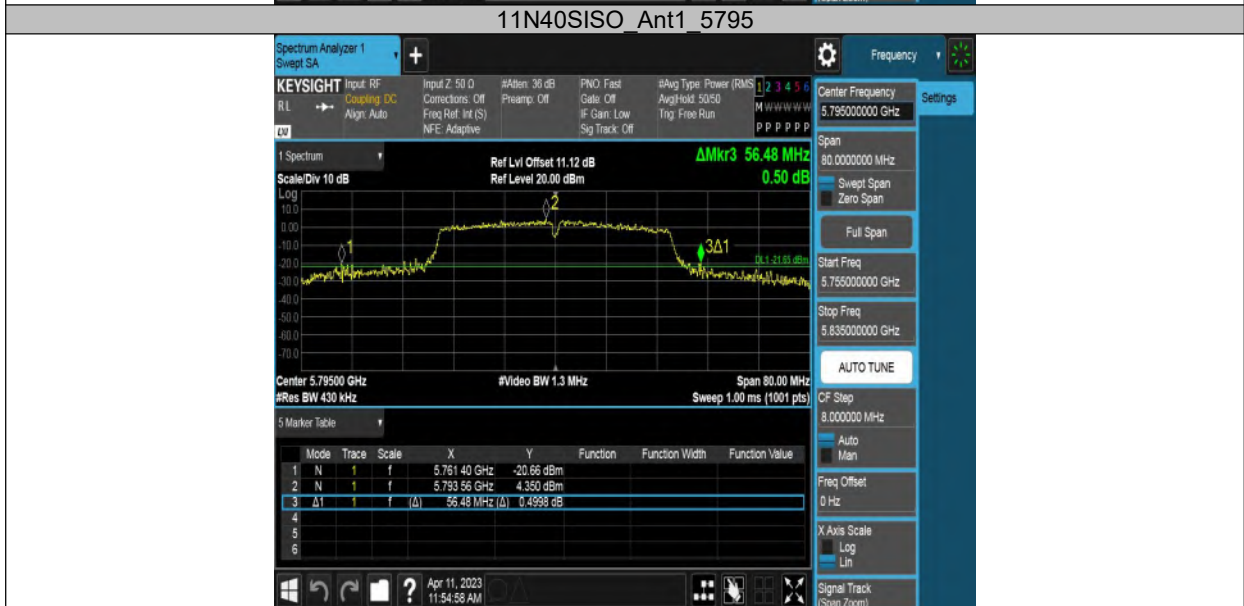 11N40SISO_Ant1_5795
Spectrum Analyzer 1
Swept SA
+
Frequency
KEYSIGHT
RL
LXI
Input: RF
Coupling: DC
Align: Auto
Input Z: 50 Ω
Corrections: Off
Freq Ref: Int (S)
NFE: Adaptive
#Atten: 36 dB
Preamp: Off
PNO: Fast
Gate: Off
IF Gain: Low
Sig Track: Off
#Avg Type: Power (RMS
Avg|Hold: 50/50
Trig: Free Run
1 2 3 4 5 6
M W W W W W
P P P P P P
Center Frequency
5.795000000 GHz
Settings
1 Spectrum
Scale/Div 10 dB
Ref Lvl Offset 11.12 dB
Ref Level 20.00 dBm
ΔMkr3 56.48 MHz
0.50 dB
Span
80.0000000 MHz
Swept Span
Zero Span
Full Span
Start Freq
5.755000000 GHz
Stop Freq
5.835000000 GHz
AUTO TUNE
CF Step
8.000000 MHz
Auto
Man
Freq Offset
0 Hz
X Axis Scale
Log
Lin
Signal Track
(Span Zoom)
Log
10.0
0.00
-10.0
-20.0
-30.0
-40.0
-50.0
-60.0
-70.0
1
2
3Δ1
DL1 -21.65 dBm
Center 5.79500 GHz
#Video BW 1.3 MHz
Span 80.00 MHz
#Res BW 430 kHz
Sweep 1.00 ms (1001 pts)
5 Marker Table
Mode Trace Scale X Y Function Function Width Function Value
1 N 1 f 5.761 40 GHz -20.66 dBm
2 N 1 f 5.793 56 GHz 4.350 dBm
3 Δ1 1 f (Δ) 56.48 MHz (Δ) 0.4998 dB
4
5
6
?
Apr 11, 2023
11:54:58 AM